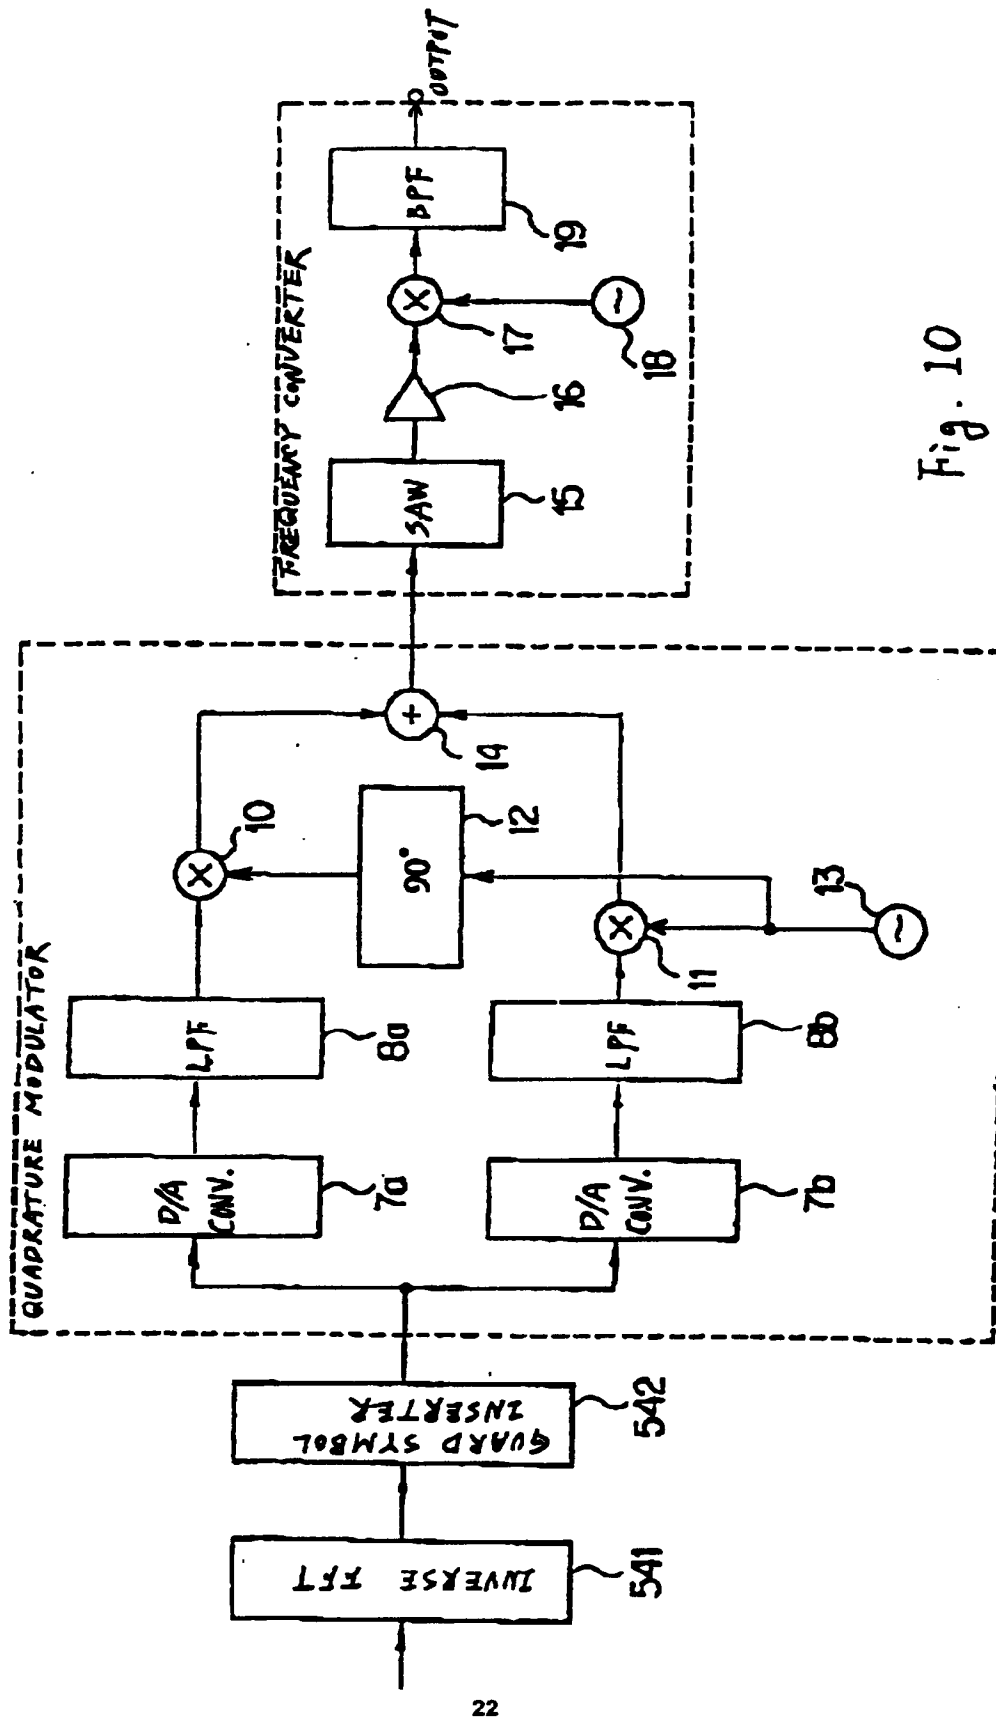 INVERSE FFT
541
GUARD SYMBOL
INSERTER
542
QUADRATURE MODULATOR
D/A
CONV.
7a
LPF
8a
×
10
90°
12
D/A
CONV.
7b
LPF
8b
×
11
~
13
+
14
FREQUENCY CONVERTER
SAW
15
16
×
17
~
18
BPF
19
OUTPUT
Fig. 10
22